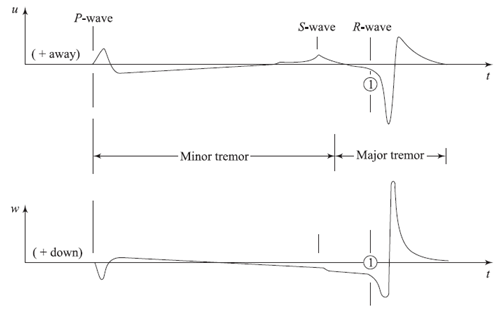 u
P-wave
S-wave R-wave
(+ away)
t
1
Minor tremor
Major tremor
w
(+ down)
1
t